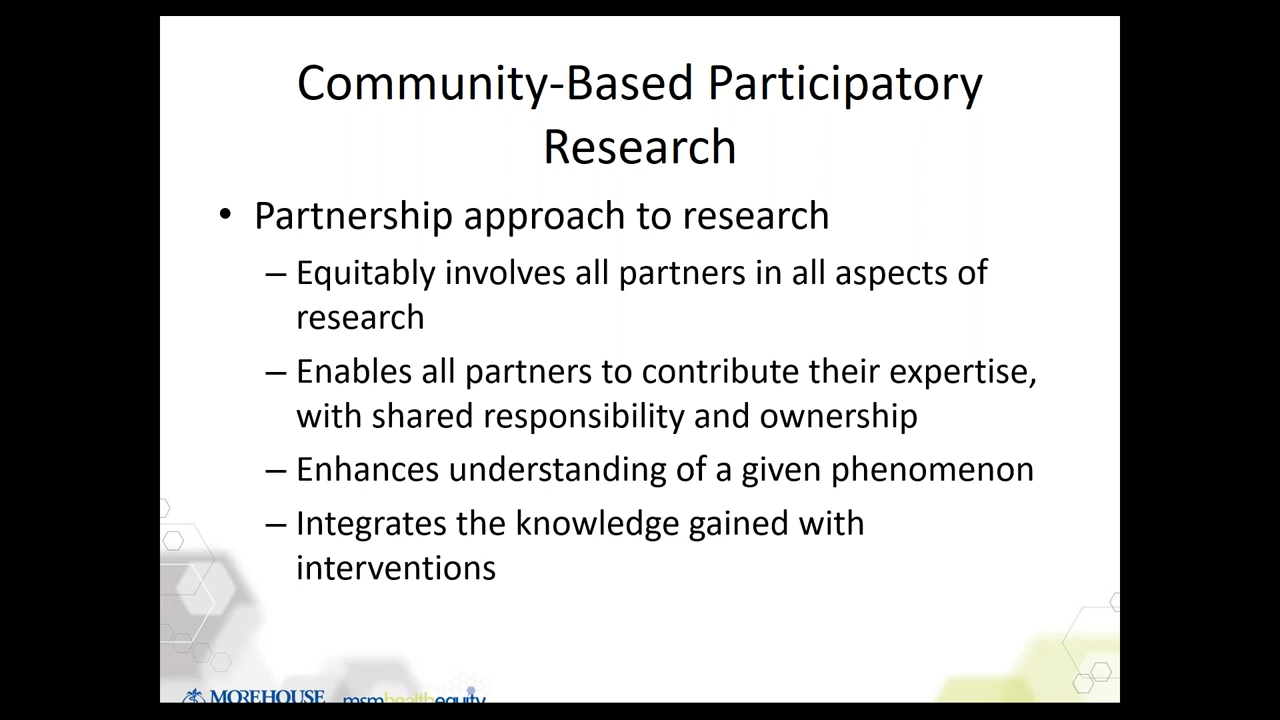 Community-Based Participatory
Research
• Partnership approach to research
– Equitably involves all partners in all aspects of
research
– Enables all partners to contribute their expertise,
with shared responsibility and ownership
– Enhances understanding of a given phenomenon
– Integrates the knowledge gained with
interventions
MOREHOUSE msmhealthequity